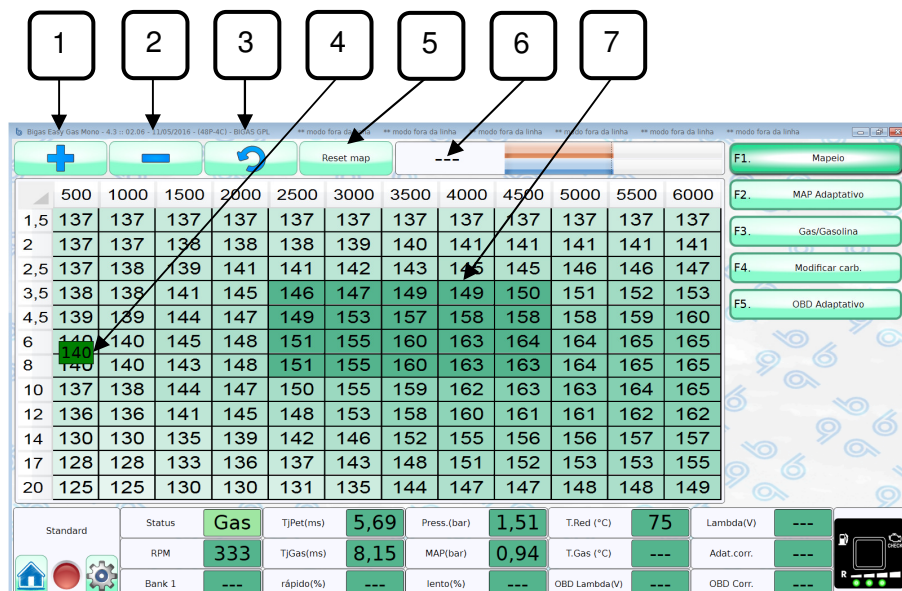 1 2 3 4 5 6 7
Bigas Easy Gas Mono - 4.3 :: 02.06 - 11/05/2016 - (48P-4C) - BIGAS GPL ** modo fora da linha ** modo fora da linha ** modo fora da linha ** modo fora da linha ** modo fora da linha ** modo fora da linha
Reset map --- F1. Mapeio
500 1000 1500 2000 2500 3000 3500 4000 4500 5000 5500 6000
F2. MAP Adaptativo
1,5 137 137 137 137 137 137 137 137 137 137 137 137
F3. Gas/Gasolina
2 137 137 138 138 138 139 140 141 141 141 141 141
2,5 137 138 139 141 141 142 143 145 145 146 146 147
F4. Modificar carb.
3,5 138 138 141 145 146 147 149 149 150 151 152 153
F5. OBD Adaptativo
4,5 139 139 144 147 149 153 157 158 158 158 159 160
6 140 140 145 148 151 155 160 163 164 164 165 165
140
8 140 140 143 148 151 155 160 163 163 164 165 165
10 137 138 144 147 150 155 159 162 163 163 164 165
12 136 136 141 145 148 153 158 160 161 161 162 162
14 130 130 135 139 142 146 152 155 156 156 157 157
17 128 128 133 136 137 143 148 151 152 153 153 155
20 125 125 130 130 131 135 144 147 147 148 148 149
Standard
Status Gas TjPet(ms) 5,69 Press.(bar) 1,51 T.Red (°C) 75 Lambda(V) ---
RPM 333 TjGas(ms) 8,15 MAP(bar) 0,94 T.Gas (°C) --- Adat.corr. ---
CHECK
Bank 1 --- rápido(%) --- lento(%) --- OBD Lambda(V) --- OBD Corr. ---
R